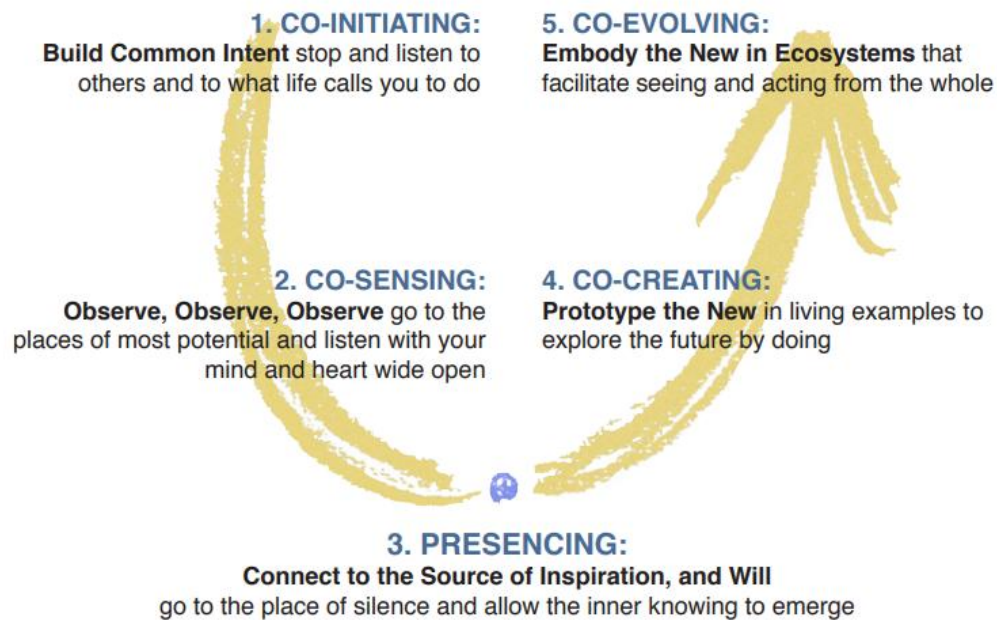 1. CO-INITIATING:
Build Common Intent stop and listen to
others and to what life calls you to do
2. CO-SENSING:
Observe, Observe, Observe go to the
places of most potential and listen with your
mind and heart wide open
3. PRESENCING:
Connect to the Source of Inspiration, and Will
go to the place of silence and allow the inner knowing to emerge
4. CO-CREATING:
Prototype the New in living examples to
explore the future by doing
5. CO-EVOLVING:
Embody the New in Ecosystems that
facilitate seeing and acting from the whole